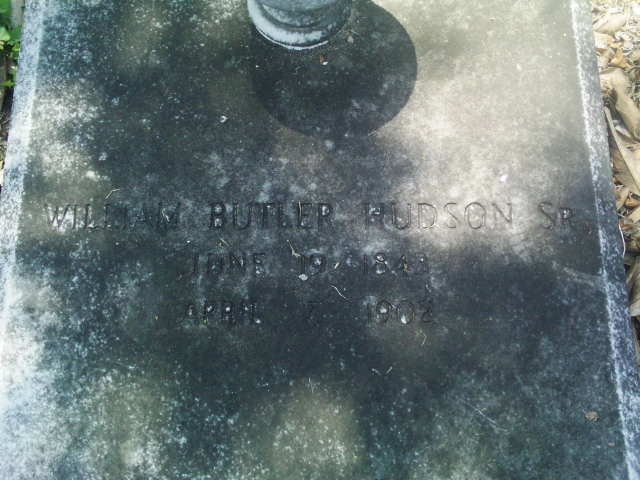 WILLIAM BUTLER HUDSON SR.
JUNE 19, 1843
APRIL 7, 1902